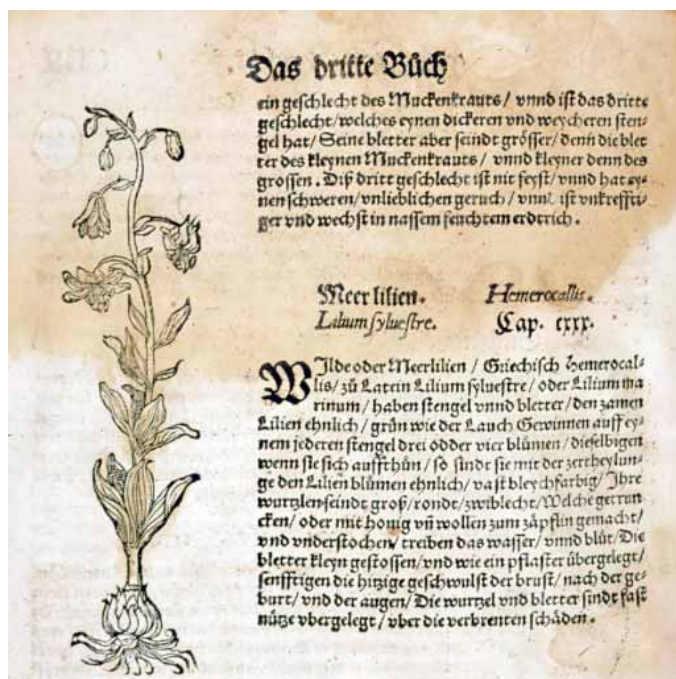 Das dritte Bůch
ein geschlecht des Muckenkrauts / vnnd ist das dritte
geschlecht / welches eynen dickeren vnd weycheren sten⸗
gel hat / Seine bletter aber seindt grösser / denn die blet
ter des kleynen Muckenkrauts / vnnd kleyner denn des
grossen . Diß dritt geschlecht ist nit feyst / vnnd hat ey⸗
nen schweren / vnlieblichen geruch / vnnd ist vnkreffti⸗
ger vnd wechst in nassem feuchtem erdtrich .
Meer lilien. Hemerocallis.
Lilium syluestre. Cap. cxxx.
WIlde oder Meerlilien / Griechisch Hemerocal⸗
lis / zů Latein Lilium syluestre / oder Lilium ma
rinum / haben stengel vnnd bletter / den zamen
Lilien ehnlich / grůn wie der Lauch Gewinnen auff ey⸗
nem jederen stengel drei odder vier blůmen / dieselbigen
wenn sie sich auffthůn / so sindt sie mit der zertheylun⸗
ge den Lilien blůmen ehnlich / vast bleychfarbig / Ihre
wurtzlen seindt groß / rondt / zwiblecht / Welche getrun
cken / oder mit honig vñ wollen zum zäpflin gemacht /
vnd vnderstochen / treiben das wasser / vnnd blůt / Die
bletter kleyn gestossen / vnd wie ein pflaster übergelegt /
senfftigen die hitzige geschwulst der brust / nach der ge⸗
burt / vnd der augen / Die wurtzel vnd bletter sindt fast
nütze vbergelegt / vber die verbrenten schäden .